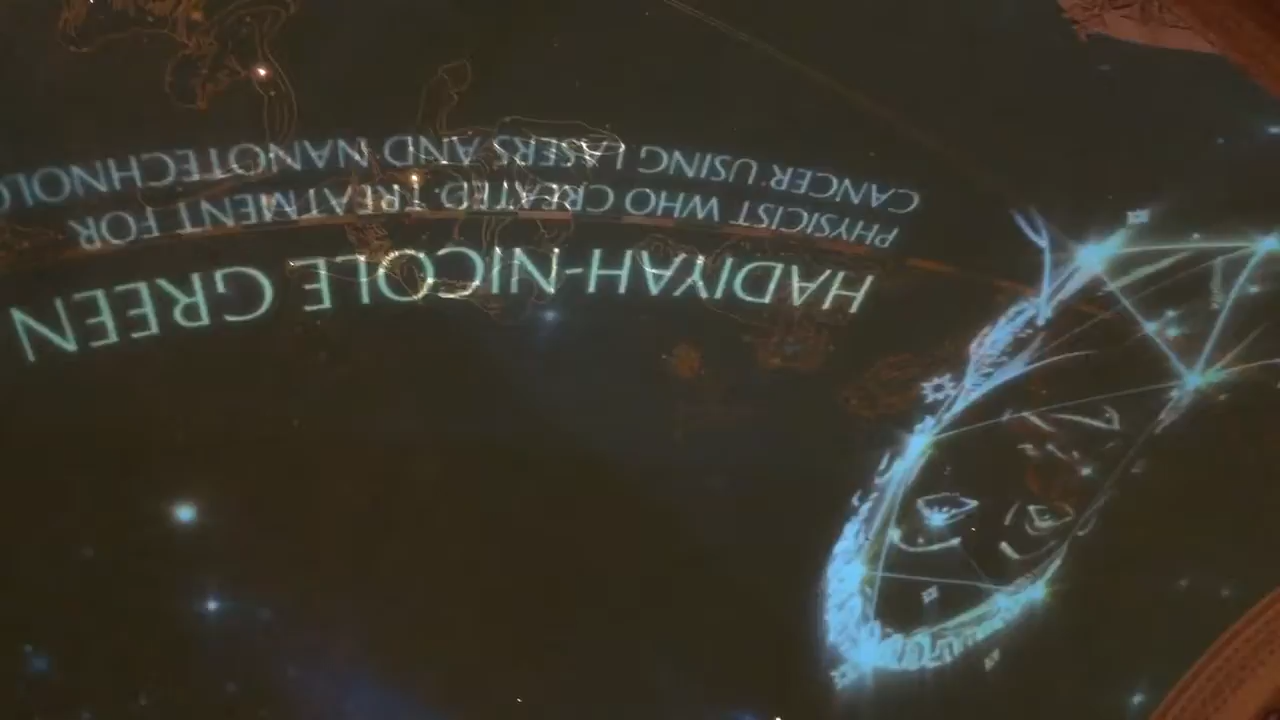 HADIYAH-NICOLE GREEN
PHYSICIST WHO CREATED TREATMENT FOR
CANCER USING LASERS AND NANOTECHNOLO